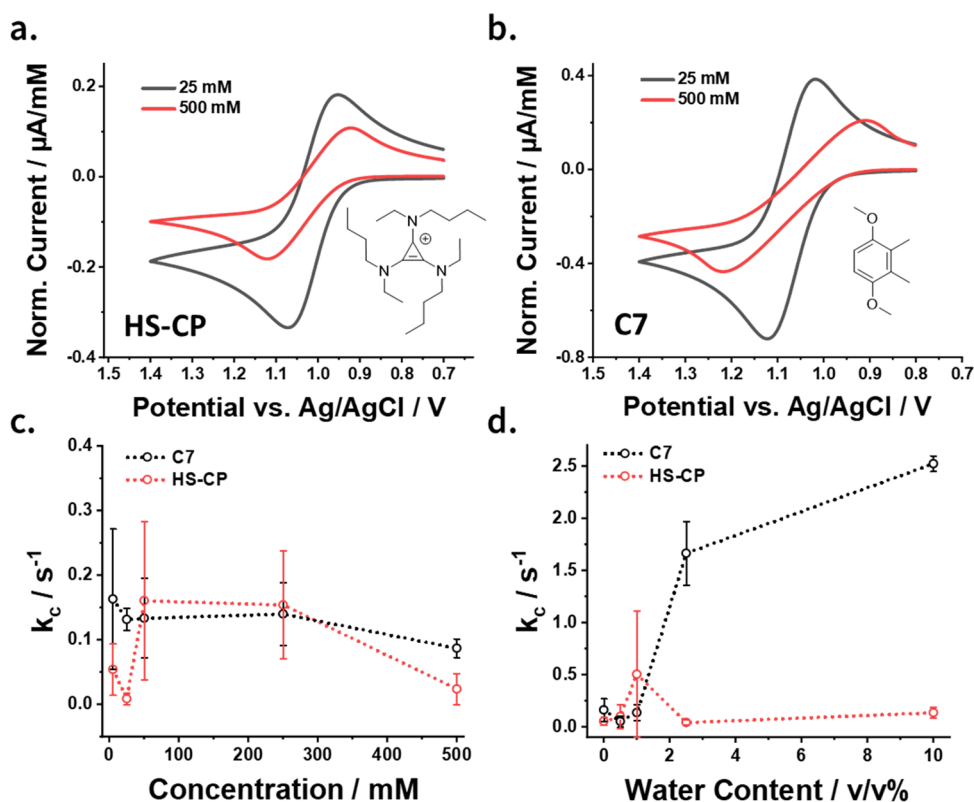 a.
Norm. Current / µA/mM
0.2
0.0
-0.2
-0.4
25 mM
500 mM
N
+
N
N
HS-CP
1.5 1.4 1.3 1.2 1.1 1.0 0.9 0.8 0.7
Potential vs. Ag/AgCl / V
b.
Norm. Current / µA/mM
0.4
0.0
-0.4
-0.8
25 mM
500 mM
O
O
C7
1.5 1.4 1.3 1.2 1.1 1.0 0.9 0.8 0.7
Potential vs. Ag/AgCl / V
c.
kc / s-1
0.4
0.3
0.2
0.1
0.0
C7
HS-CP
0 100 200 300 400 500
Concentration / mM
d.
kc / s-1
2.5
2.0
1.5
1.0
0.5
0.0
C7
HS-CP
0 2 4 6 8 10
Water Content / v/v%